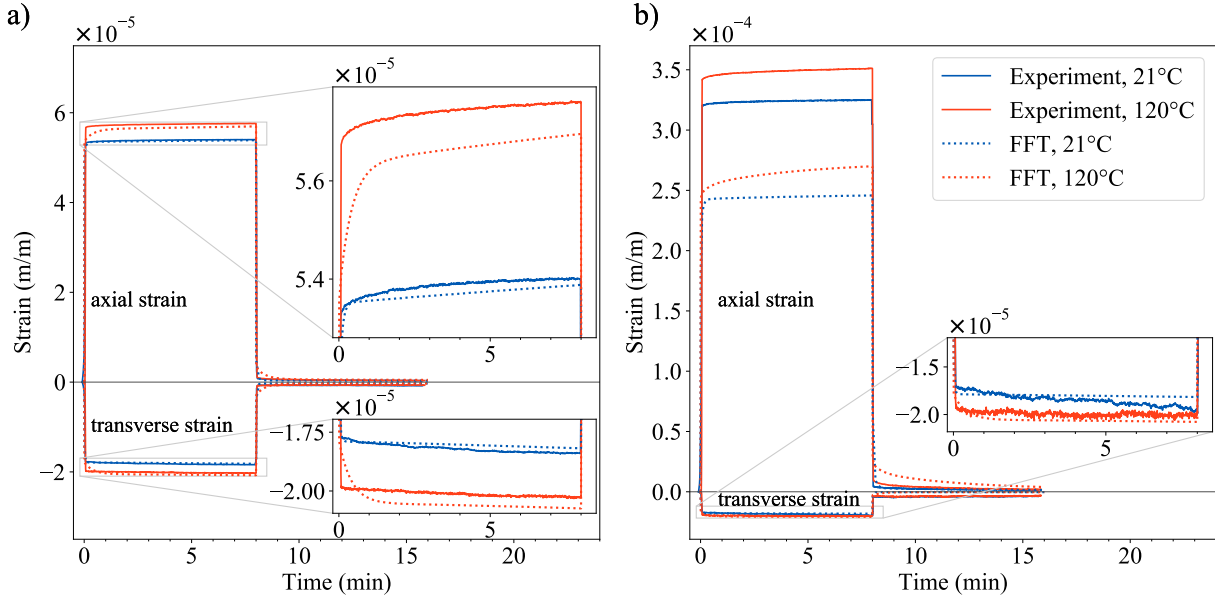 a)
×10⁻⁵
6
4
2
0
−2
Strain (m/m)
axial strain
transverse strain
×10⁻⁵
5.6
5.4
0
5
×10⁻⁵
−1.75
−2.00
0
5
0
5
10
15
20
Time (min)
b)
×10⁻⁴
3.5
3.0
2.5
2.0
1.5
1.0
0.5
0.0
Strain (m/m)
Experiment, 21°C
Experiment, 120°C
FFT, 21°C
FFT, 120°C
axial strain
transverse strain
×10⁻⁵
−1.5
−2.0
0
5
0
5
10
15
20
Time (min)